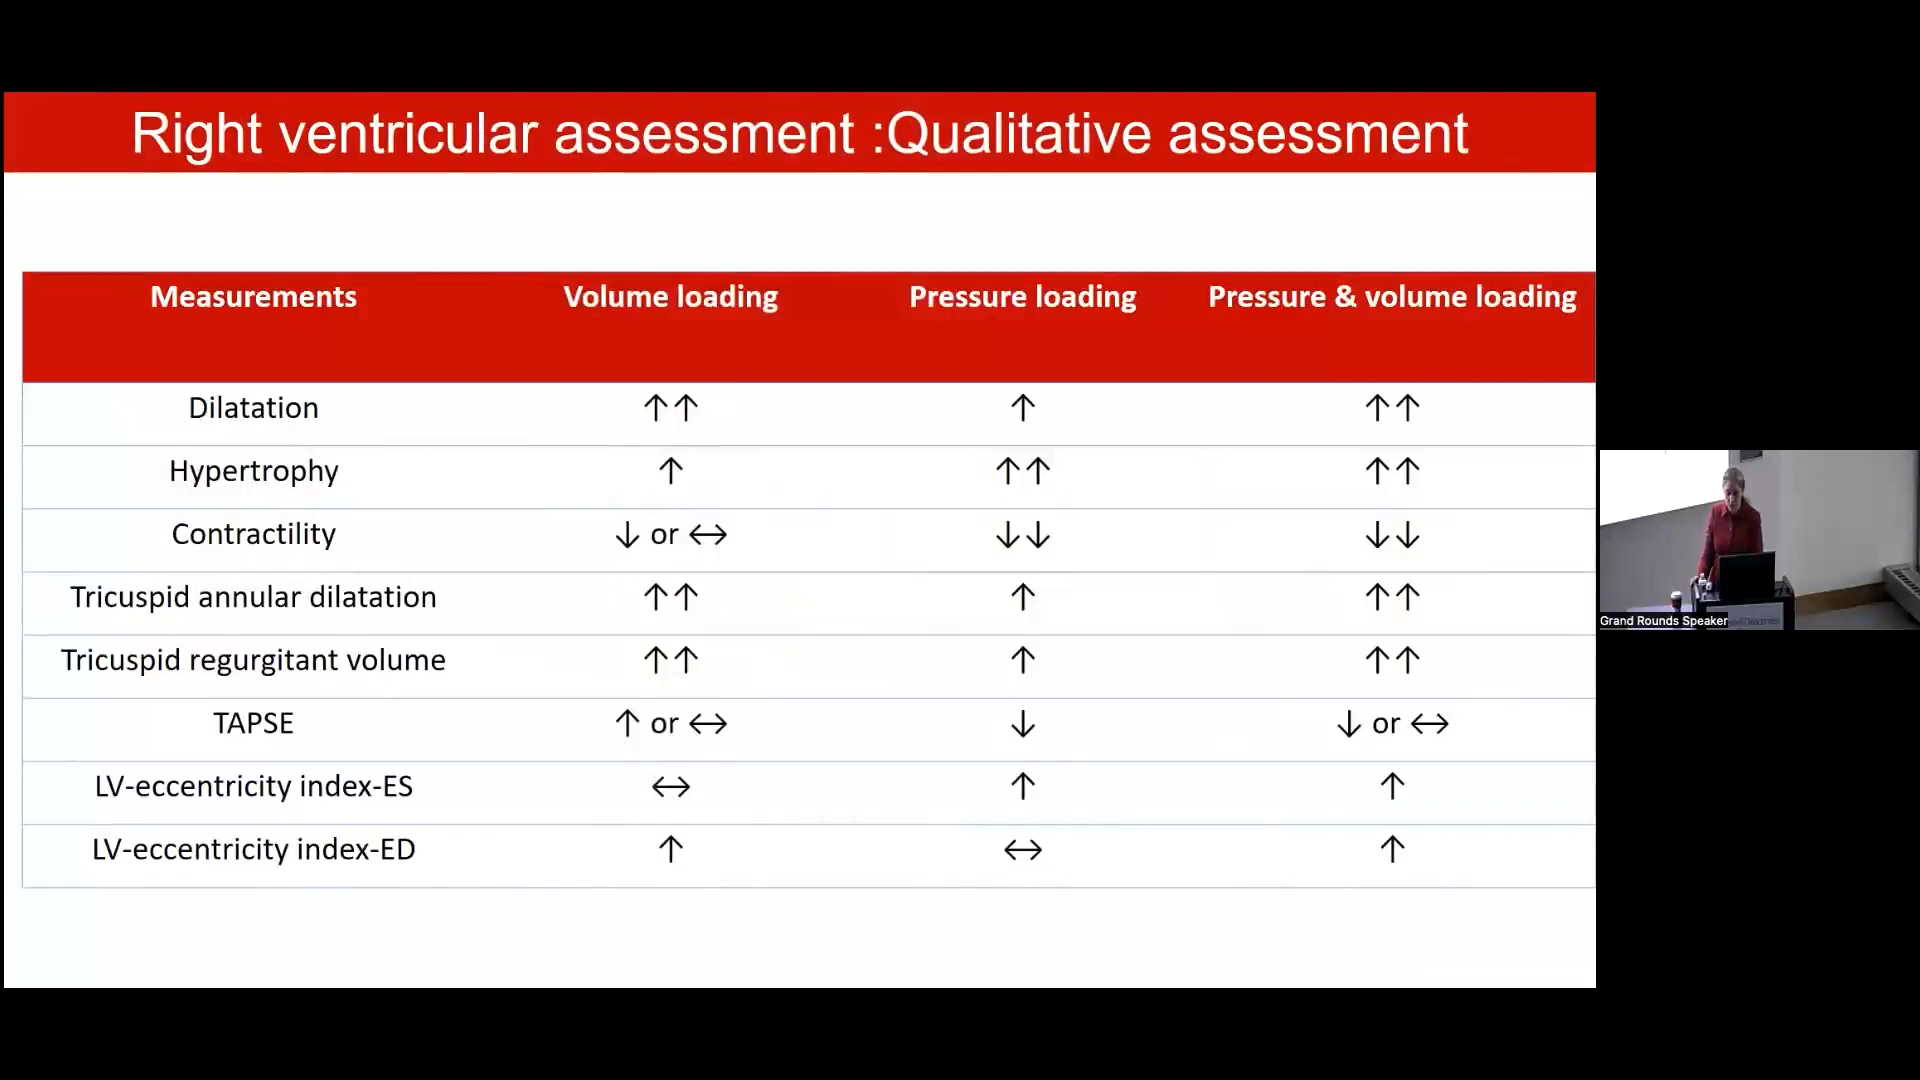 Right ventricular assessment :Qualitative assessment
Measurements Volume loading Pressure loading Pressure & volume loading
Dilatation ↑↑ ↑ ↑↑
Hypertrophy ↑ ↑↑ ↑↑
Contractility ↓ or ↔ ↓↓ ↓↓
Tricuspid annular dilatation ↑↑ ↑ ↑↑
Tricuspid regurgitant volume ↑↑ ↑ ↑↑
TAPSE ↑ or ↔ ↓ ↓ or ↔
LV-eccentricity index-ES ↔ ↑ ↑
LV-eccentricity index-ED ↑ ↔ ↑
Grand Rounds Speaker